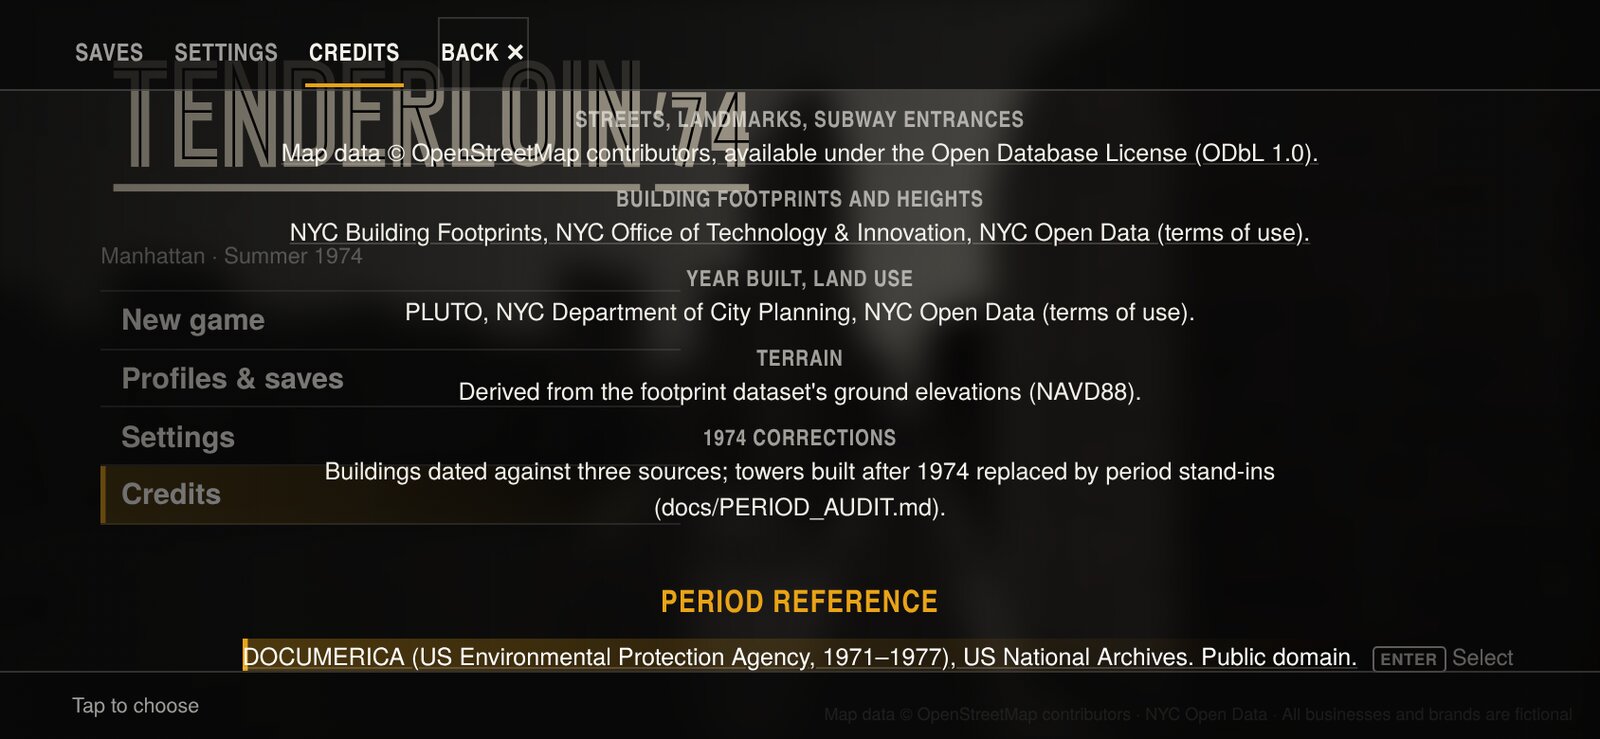 SAVES SETTINGS CREDITS BACK ✕
TENDERLOIN '74
STREETS, LANDMARKS, SUBWAY ENTRANCES
Map data © OpenStreetMap contributors, available under the Open Database License (ODbL 1.0).
BUILDING FOOTPRINTS AND HEIGHTS
NYC Building Footprints, NYC Office of Technology & Innovation, NYC Open Data (terms of use).
Manhattan · Summer 1974
YEAR BUILT, LAND USE
PLUTO, NYC Department of City Planning, NYC Open Data (terms of use).
New game
TERRAIN
Profiles & saves
Derived from the footprint dataset's ground elevations (NAVD88).
Settings
1974 CORRECTIONS
Buildings dated against three sources; towers built after 1974 replaced by period stand-ins
(docs/PERIOD_AUDIT.md).
Credits
PERIOD REFERENCE
DOCUMERICA (US Environmental Protection Agency, 1971–1977), US National Archives. Public domain. ENTER Select
Tap to choose
Map data © OpenStreetMap contributors · NYC Open Data · All businesses and brands are fictional